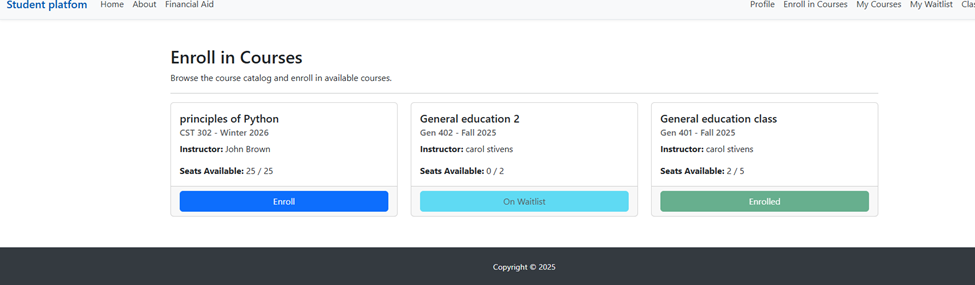 Student platfom Home About Financial Aid Profile Enroll in Courses My Courses My Waitlist
Enroll in Courses
Browse the course catalog and enroll in available courses.
principles of Python
CST 302 - Winter 2026
Instructor: John Brown
Seats Available: 25 / 25
Enroll
General education 2
Gen 402 - Fall 2025
Instructor: carol stivens
Seats Available: 0 / 2
On Waitlist
General education class
Gen 401 - Fall 2025
Instructor: carol stivens
Seats Available: 2 / 5
Enrolled
Copyright © 2025